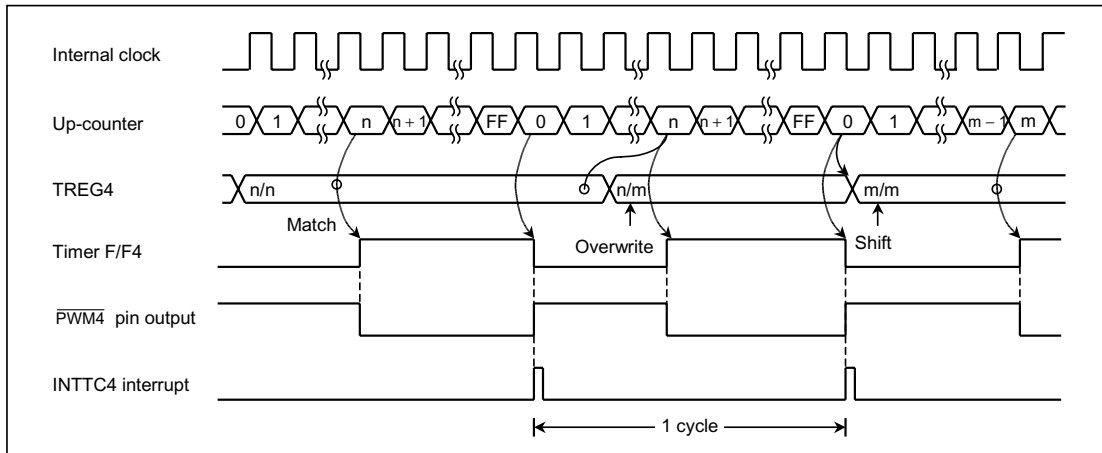 Internal clock
Up-counter 0 1 n n + 1 FF 0 1 n n + 1 FF 0 1 m − 1 m
TREG4 n/n n/m m/m
Match Overwrite Shift
Timer F/F4
PWM4 pin output
INTTC4 interrupt
1 cycle